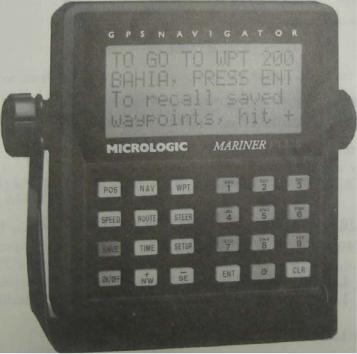 GPS NAVIGATOR
TO GO TO WPT 200
BAHIA, PRESS ENT
To recall saved
waypoints, hit +
MICROLOGIC MARINER PLUS
POS NAV WPT 1 2 3
SPEED ROUTE STEER 4 5 6
SAVE TIME SETUP 7 8 9
ON/OFF + NW - SE ENT 0 CLR